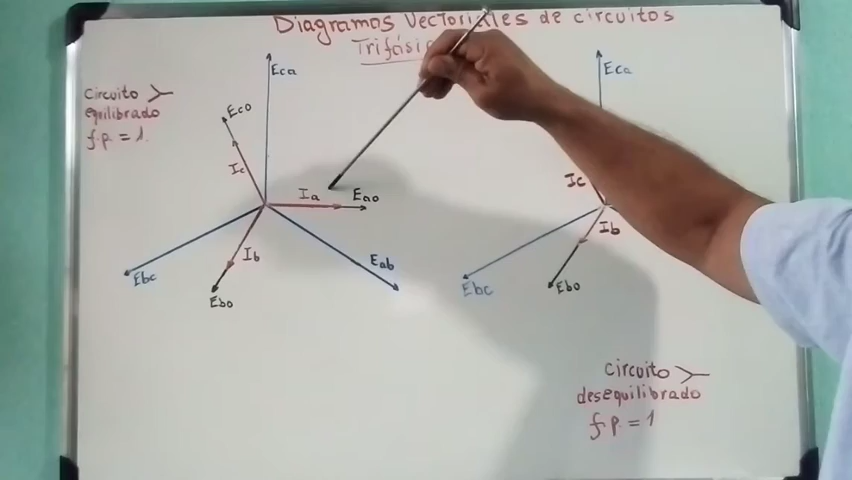 Diagramas Vectoriales de circuitos
Circuito
equilibrado
f.p. = 1.
Eca
Eco
Ic
Ia
Eao
Ib
Ebo
Ebc
Eab
Eca
Ic
Ib
Ebc
Ebo
circuito
desequilibrado
f.p. = 1